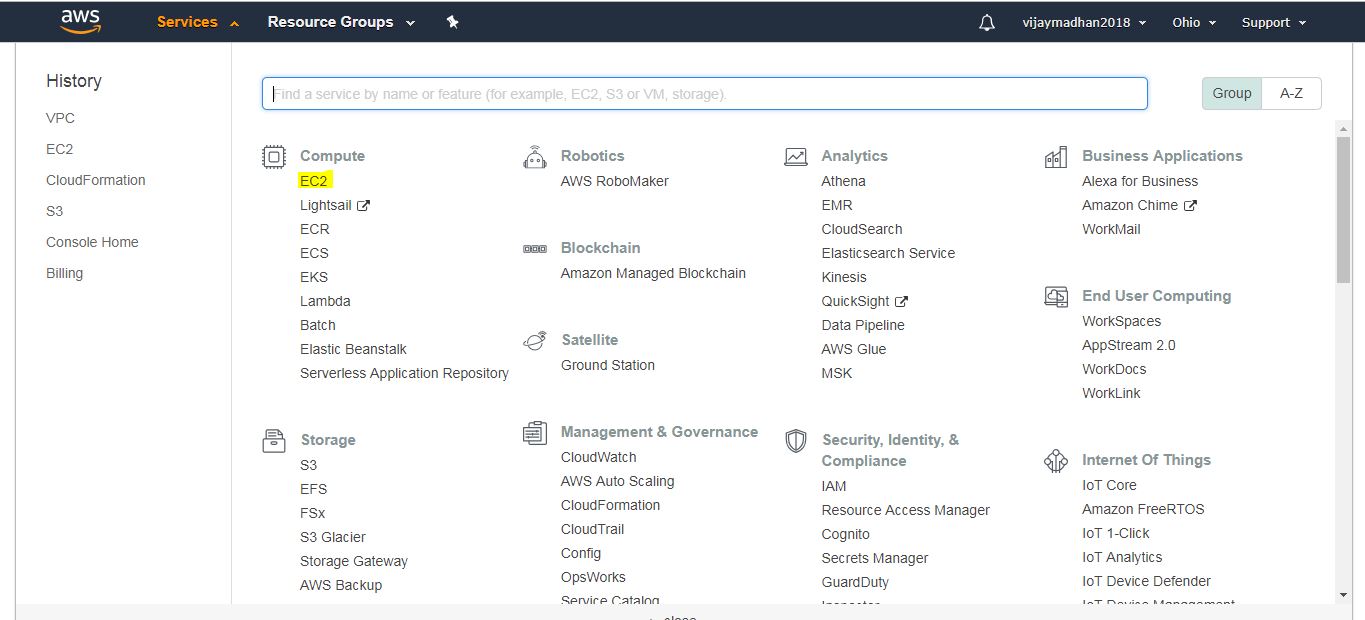 aws
Services
Resource Groups
vijaymadhan2018
Ohio
Support
History
VPC
EC2
CloudFormation
S3
Console Home
Billing
Find a service by name or feature (for example, EC2, S3 or VM, storage).
Group
A-Z
Compute
EC2
Lightsail
ECR
ECS
EKS
Lambda
Batch
Elastic Beanstalk
Serverless Application Repository
Storage
S3
EFS
FSx
S3 Glacier
Storage Gateway
AWS Backup
Robotics
AWS RoboMaker
Blockchain
Amazon Managed Blockchain
Satellite
Ground Station
Management & Governance
CloudWatch
AWS Auto Scaling
CloudFormation
CloudTrail
Config
OpsWorks
Service Catalog
Analytics
Athena
EMR
CloudSearch
Elasticsearch Service
Kinesis
QuickSight
Data Pipeline
AWS Glue
MSK
Security, Identity, &
Compliance
IAM
Resource Access Manager
Cognito
Secrets Manager
GuardDuty
Inspector
Business Applications
Alexa for Business
Amazon Chime
WorkMail
End User Computing
WorkSpaces
AppStream 2.0
WorkDocs
WorkLink
Internet Of Things
IoT Core
Amazon FreeRTOS
IoT 1-Click
IoT Analytics
IoT Device Defender
IoT Device Management
close